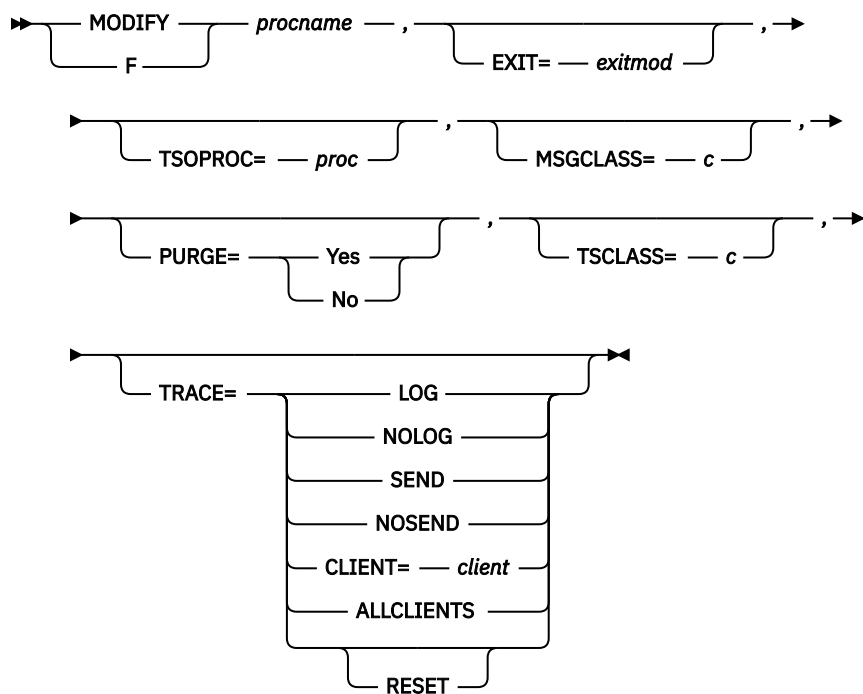 MODIFY procname , ,
F EXIT= exitmod
, ,
TSOPROC= proc MSGCLASS= c
, ,
PURGE= Yes TSCLASS= c
No
TRACE= LOG
NOLOG
SEND
NOSEND
CLIENT= client
ALLCLIENTS
RESET